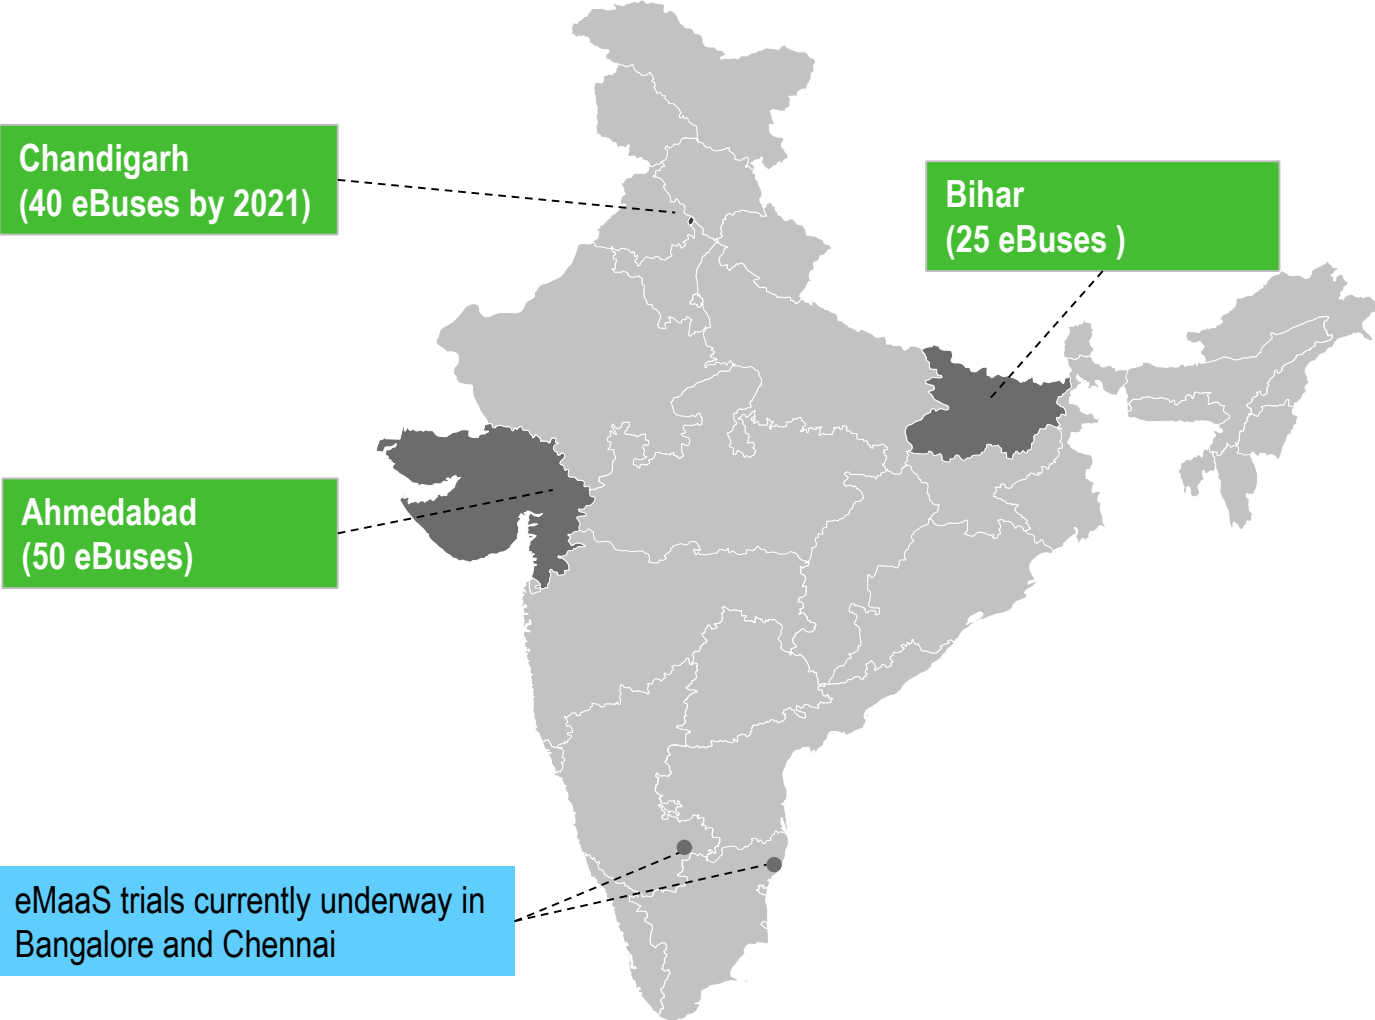 Chandigarh
(40 eBuses by 2021)
Bihar
(25 eBuses )
Ahmedabad
(50 eBuses)
eMaaS trials currently underway in
Bangalore and Chennai